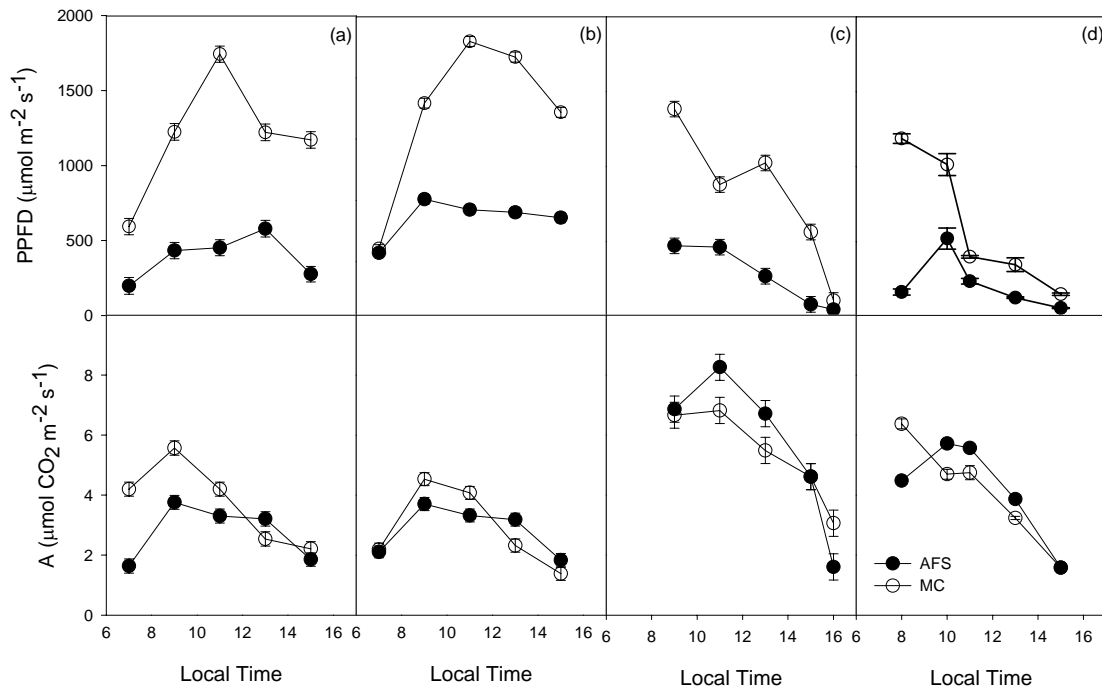 (a) (b) (c) (d)
2000
1500
1000
500
0
PPFD (μmol m-2 s-1)
8
6
4
2
0
A (μmol CO2 m-2 s-1)
AFS
MC
6 8 10 12 14 16 6 8 10 12 14 16 6 8 10 12 14 16 6 8 10 12 14 16
Local Time Local Time Local Time Local Time